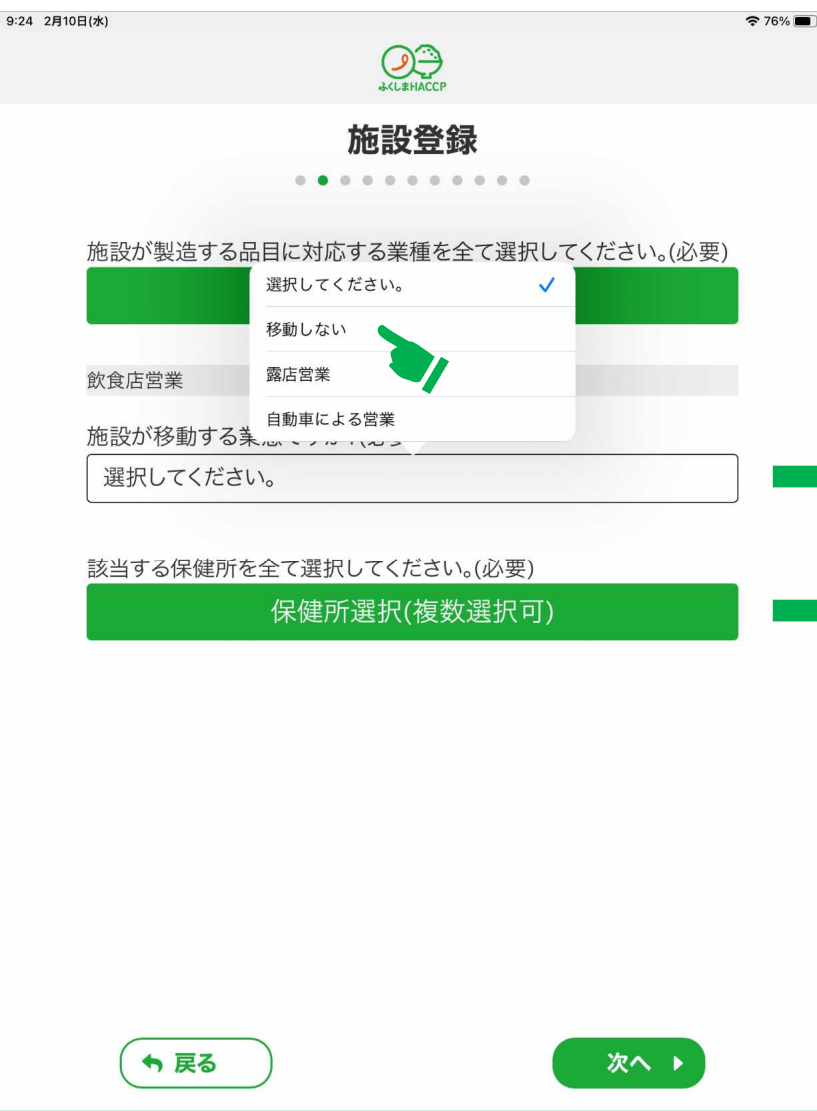 9:24 2月10日(水)
76%
ふくしまHACCP
施設登録
施設が製造する品目に対応する業種を全て選択してください。(必要)
選択してください。
移動しない
露店営業
自動車による営業
飲食店営業
施設が移動する業
選択してください。
該当する保健所を全て選択してください。(必要)
保健所選択(複数選択可)
戻る
次へ